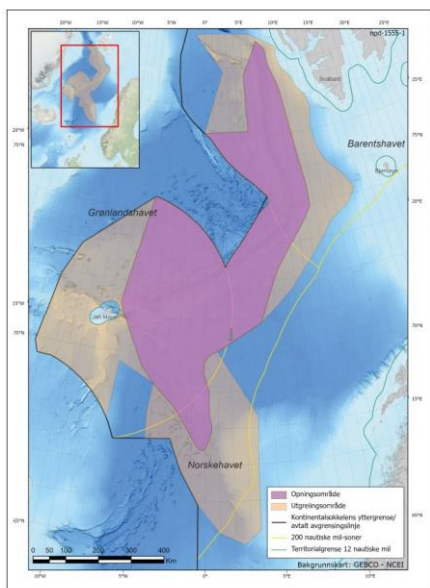 npd-1555-1
Svalbard
Barentshavet
Bjørnøya
Grønlandshavet
Jan Mayen
Norskehavet
Opningsområde
Utgreiingsområde
Kontinentalsokkelens yttergrense/
avtalt avgrensingslinje
200 nautiske mil-soner
Territorialgrense 12 nautiske mil
0 50 100 200 300 400
Km
Bakgrunnskart: GEBCO - NCEI